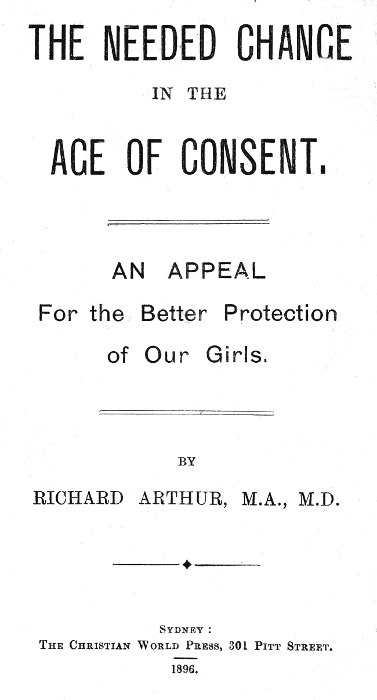 THE NEEDED CHANGE
IN THE
AGE OF CONSENT.
AN APPEAL
For the Better Protection
of Our Girls.
BY
RICHARD ARTHUR, M.A., M.D.
SYDNEY:
THE CHRISTIAN WORLD PRESS, 301 PITT STREET.
1896.